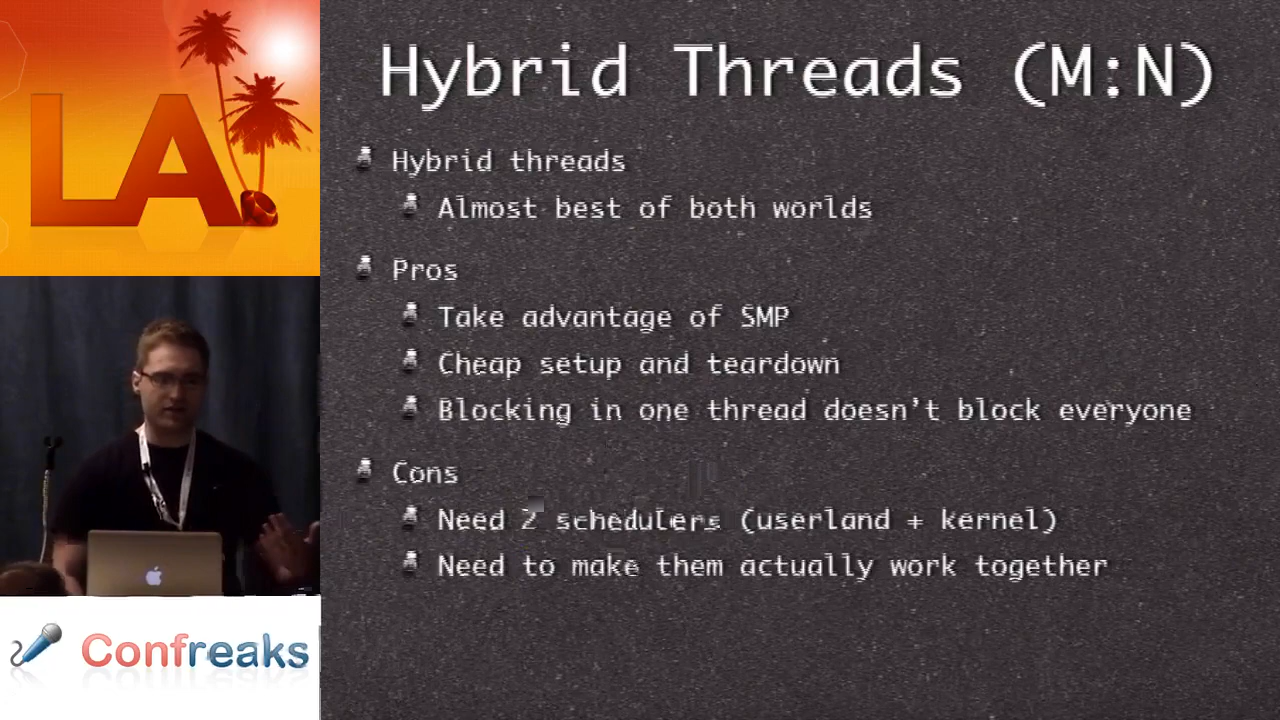 LA.
Hybrid Threads (M:N)
Hybrid threads
Almost best of both worlds
Pros
Take advantage of SMP
Cheap setup and teardown
Blocking in one thread doesn't block everyone
Cons
Need 2 schedulers (userland + kernel)
Need to make them actually work together
Confreaks